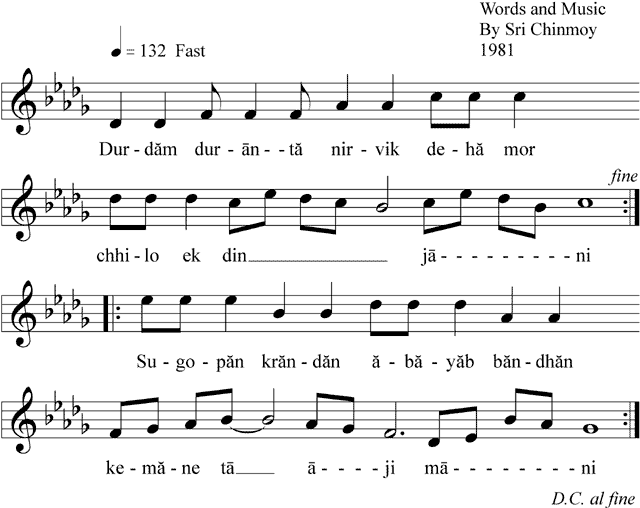 Words and Music
By Sri Chinmoy
1981
♩ = 132 Fast
Dur-dăm dur-ān-tă nir-vik de-hă mor
fine
chhi-lo ek din jā- - - - - - - - - -ni
Su-go-păn krăn-dăn ă-bă-yăb băn-dhăn
ke-mă-ne tā ā- - - - -ji mā- - - - - - -ni
D.C. al fine